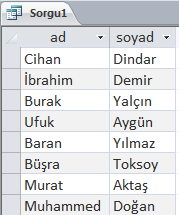 Sorgu1
ad soyad
Cihan Dindar
İbrahim Demir
Burak Yalçın
Ufuk Aygün
Baran Yılmaz
Büşra Toksoy
Murat Aktaş
Muhammed Doğan